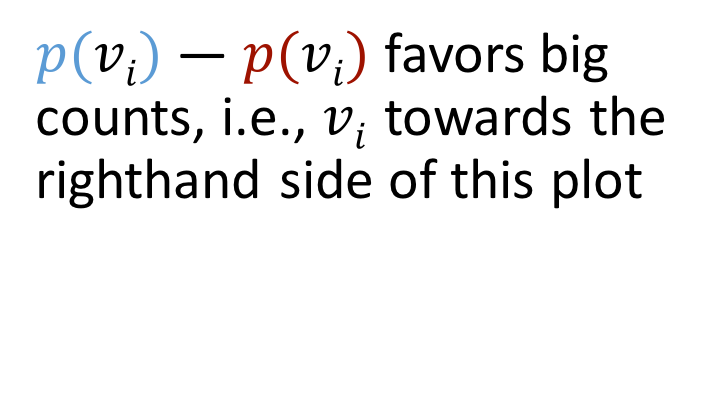 p(vᵢ) − p(vᵢ) favors big
counts, i.e., vᵢ towards the
righthand side of this plot